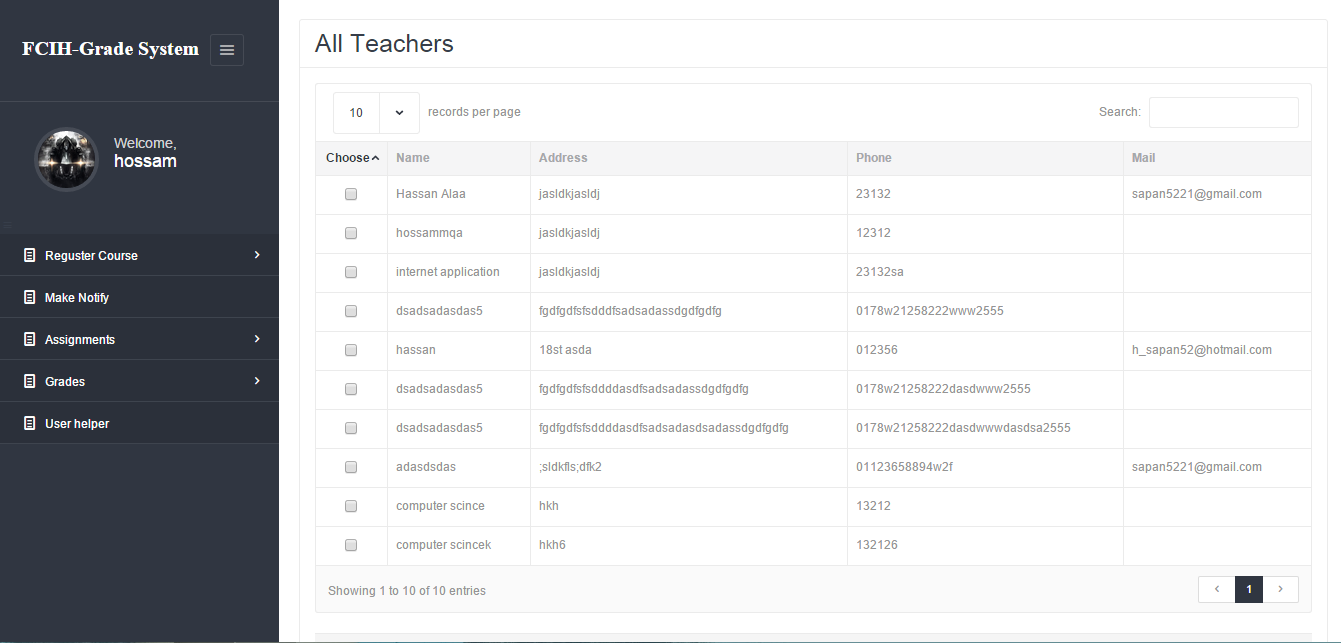 FCIH-Grade System
Welcome,
hossam
Reguster Course
Make Notify
Assignments
Grades
User helper
All Teachers
10 records per page Search:
Choose Name Address Phone Mail
Hassan Alaa jasldkjasldj 23132 sapan5221@gmail.com
hossammqa jasldkjasldj 12312
internet application jasldkjasldj 23132sa
dsadsadasdas5 fgdfgdfsfsdddfsadsadassdgdfgdfg 0178w21258222www2555
hassan 18st asda 012356 h_sapan52@hotmail.com
dsadsadasdas5 fgdfgdfsfsddddasdfsadsadassdgdfgdfg 0178w21258222dasdwww2555
dsadsadasdas5 fgdfgdfsfsddddasdfsadsadasdsadassdgdfgdfg 0178w21258222dasdwwwdasdsa2555
adasdsdas ;sldkfls;dfk2 01123658894w2f sapan5221@gmail.com
computer scince hkh 13212
computer scincek hkh6 132126
Showing 1 to 10 of 10 entries 1